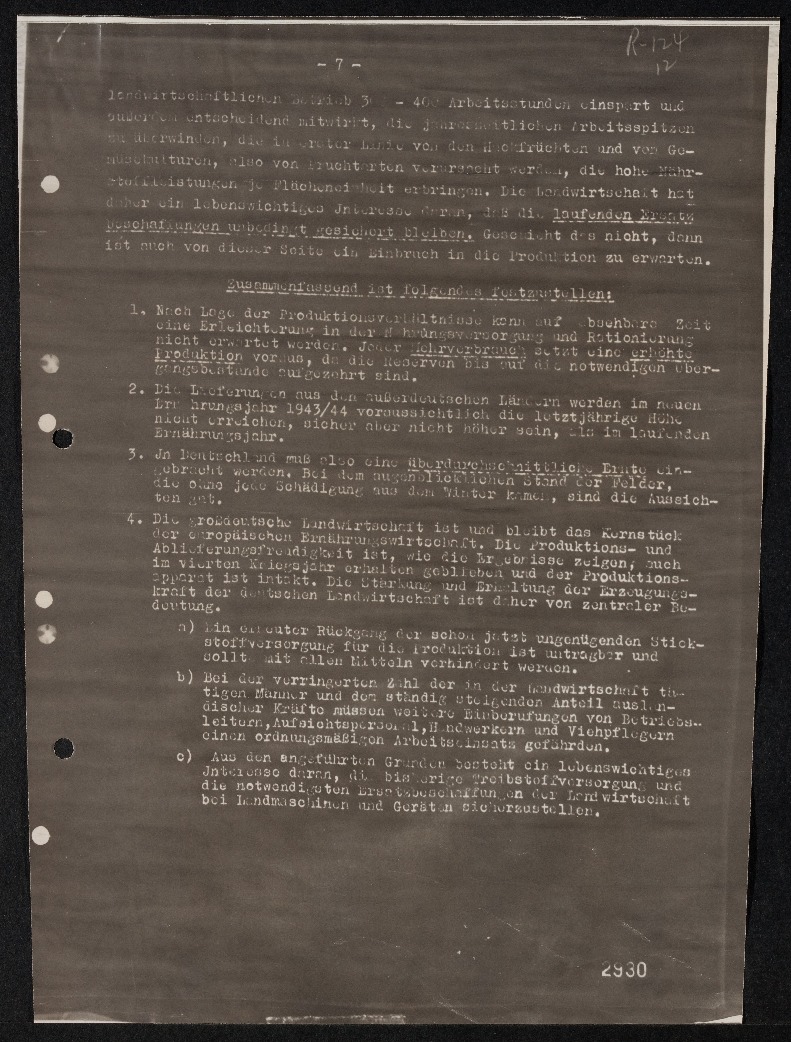 R-124
12
- 7 -
landwirtschaftlichen Betrieb 3 - 400 Arbeitsstunden einspart und
außerdem entscheidend mitwirkt, die jahreszeitlichen Arbeitsspitzen
zu überwinden, die in erster Linie von den Hackfrüchten und von Ge-
müsekulturen, also von Fruchtarten verursacht werden, die hohe Nähr-
stoffleistungen je Flächeneinheit erbringen. Die Landwirtschaft hat
daher ein lebenswichtiges Jnteresse daran, daß die laufenden Ersatz
beschaffungen unbedingt gesichert bleiben. Geschieht das nicht, dann
ist auch von dieser Seite ein Einbruch in die Produktion zu erwarten.
Zusammenfassend ist folgendes festzustellen:
1. Nach Lage der Produktionsverhältnisse kann auf absehbare Zeit
eine Erleichterung in der Nahrungsversorgung und Rationierung
nicht erwartet werden. Jeder Mehrverbrauch setzt eine erhöhte
Produktion voraus, da die Reserven bis auf die notwendigen Über-
gangsbestände aufgezehrt sind.
2. Die Lieferungen aus den außerdeutschen Ländern werden im neuen
Ernährungsjahr 1943/44 voraussichtlich die letztjährige Höhe
nicht erreichen, sicher aber nicht höher sein, als im laufenden
Ernährungsjahr.
3. Jn Deutschland muß also eine überdurchschnittliche Ernte ein-
gebracht werden. Bei dem augenblicklichen Stand der Felder,
die ohne jede Schädigung aus dem Winter kamen, sind die Aussich-
ten gut.
4. Die großdeutsche Landwirtschaft ist und bleibt das Kernstück
der europäischen Ernährungswirtschaft. Die Produktions- und
Ablieferungsfreudigkeit ist, wie die Ergebnisse zeigen, auch
im vierten Kriegsjahr erhalten geblieben und der Produktions-
apparat ist intakt. Die Stärkung und Erhaltung der Erzeugungs-
kraft der deutschen Landwirtschaft ist daher von zentraler Be-
deutung.
a) Ein erneuter Rückgang der schon jetzt ungenügenden Stick-
stoffversorgung für die Produktion ist untragbar und
sollte mit allen Mitteln verhindert werden.
b) Bei der verringerten Zahl der in der Landwirtschaft tä-
tigen Männer und dem ständig steigenden Anteil auslän-
discher Kräfte müssen weitere Einberufungen von Betriebs-
leitern, Aufsichtspersonal, Handwerkern und Viehpflegern
einen ordnungsmäßigen Arbeitseinsatz gefährden.
c) Aus den angeführten Gründen besteht ein lebenswichtiges
Jnteresse daran, die bisherige Treibstoffversorgung und
die notwendigsten Ersatzbeschaffungen der Landwirtschaft
bei Landmaschinen und Geräten sicherzustellen.
2930